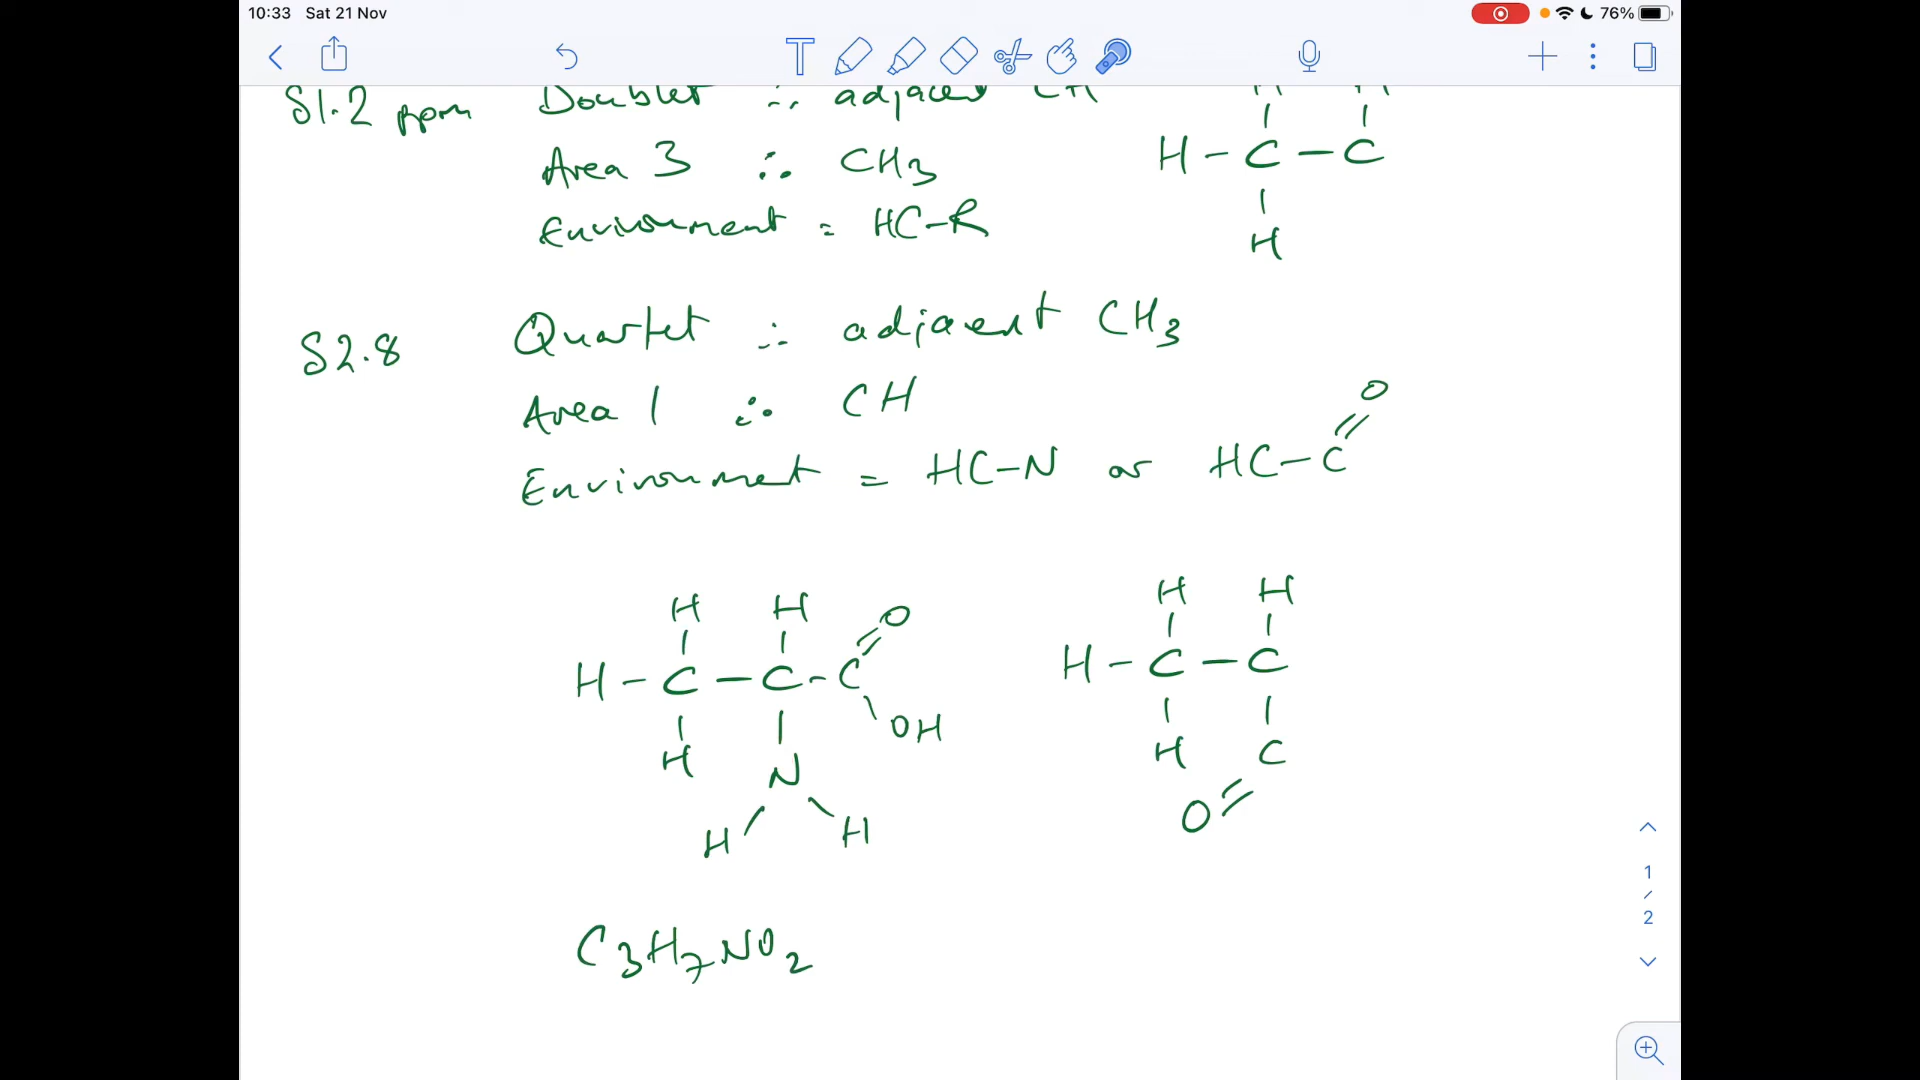 10:33 Sat 21 Nov 76%
T
δ1.2 ppm Doublet ∴ adjacent CH
Area 3 ∴ CH3
Environment = HC-R
H H
H - C - C
H
δ2.8 Quartet ∴ adjacent CH3
Area 1 ∴ CH
Environment = HC-N or HC-C=O
H H O
H - C - C - C
H N OH
H H
H H
H - C - C
H C
O
C3H7NO2
1
/
2